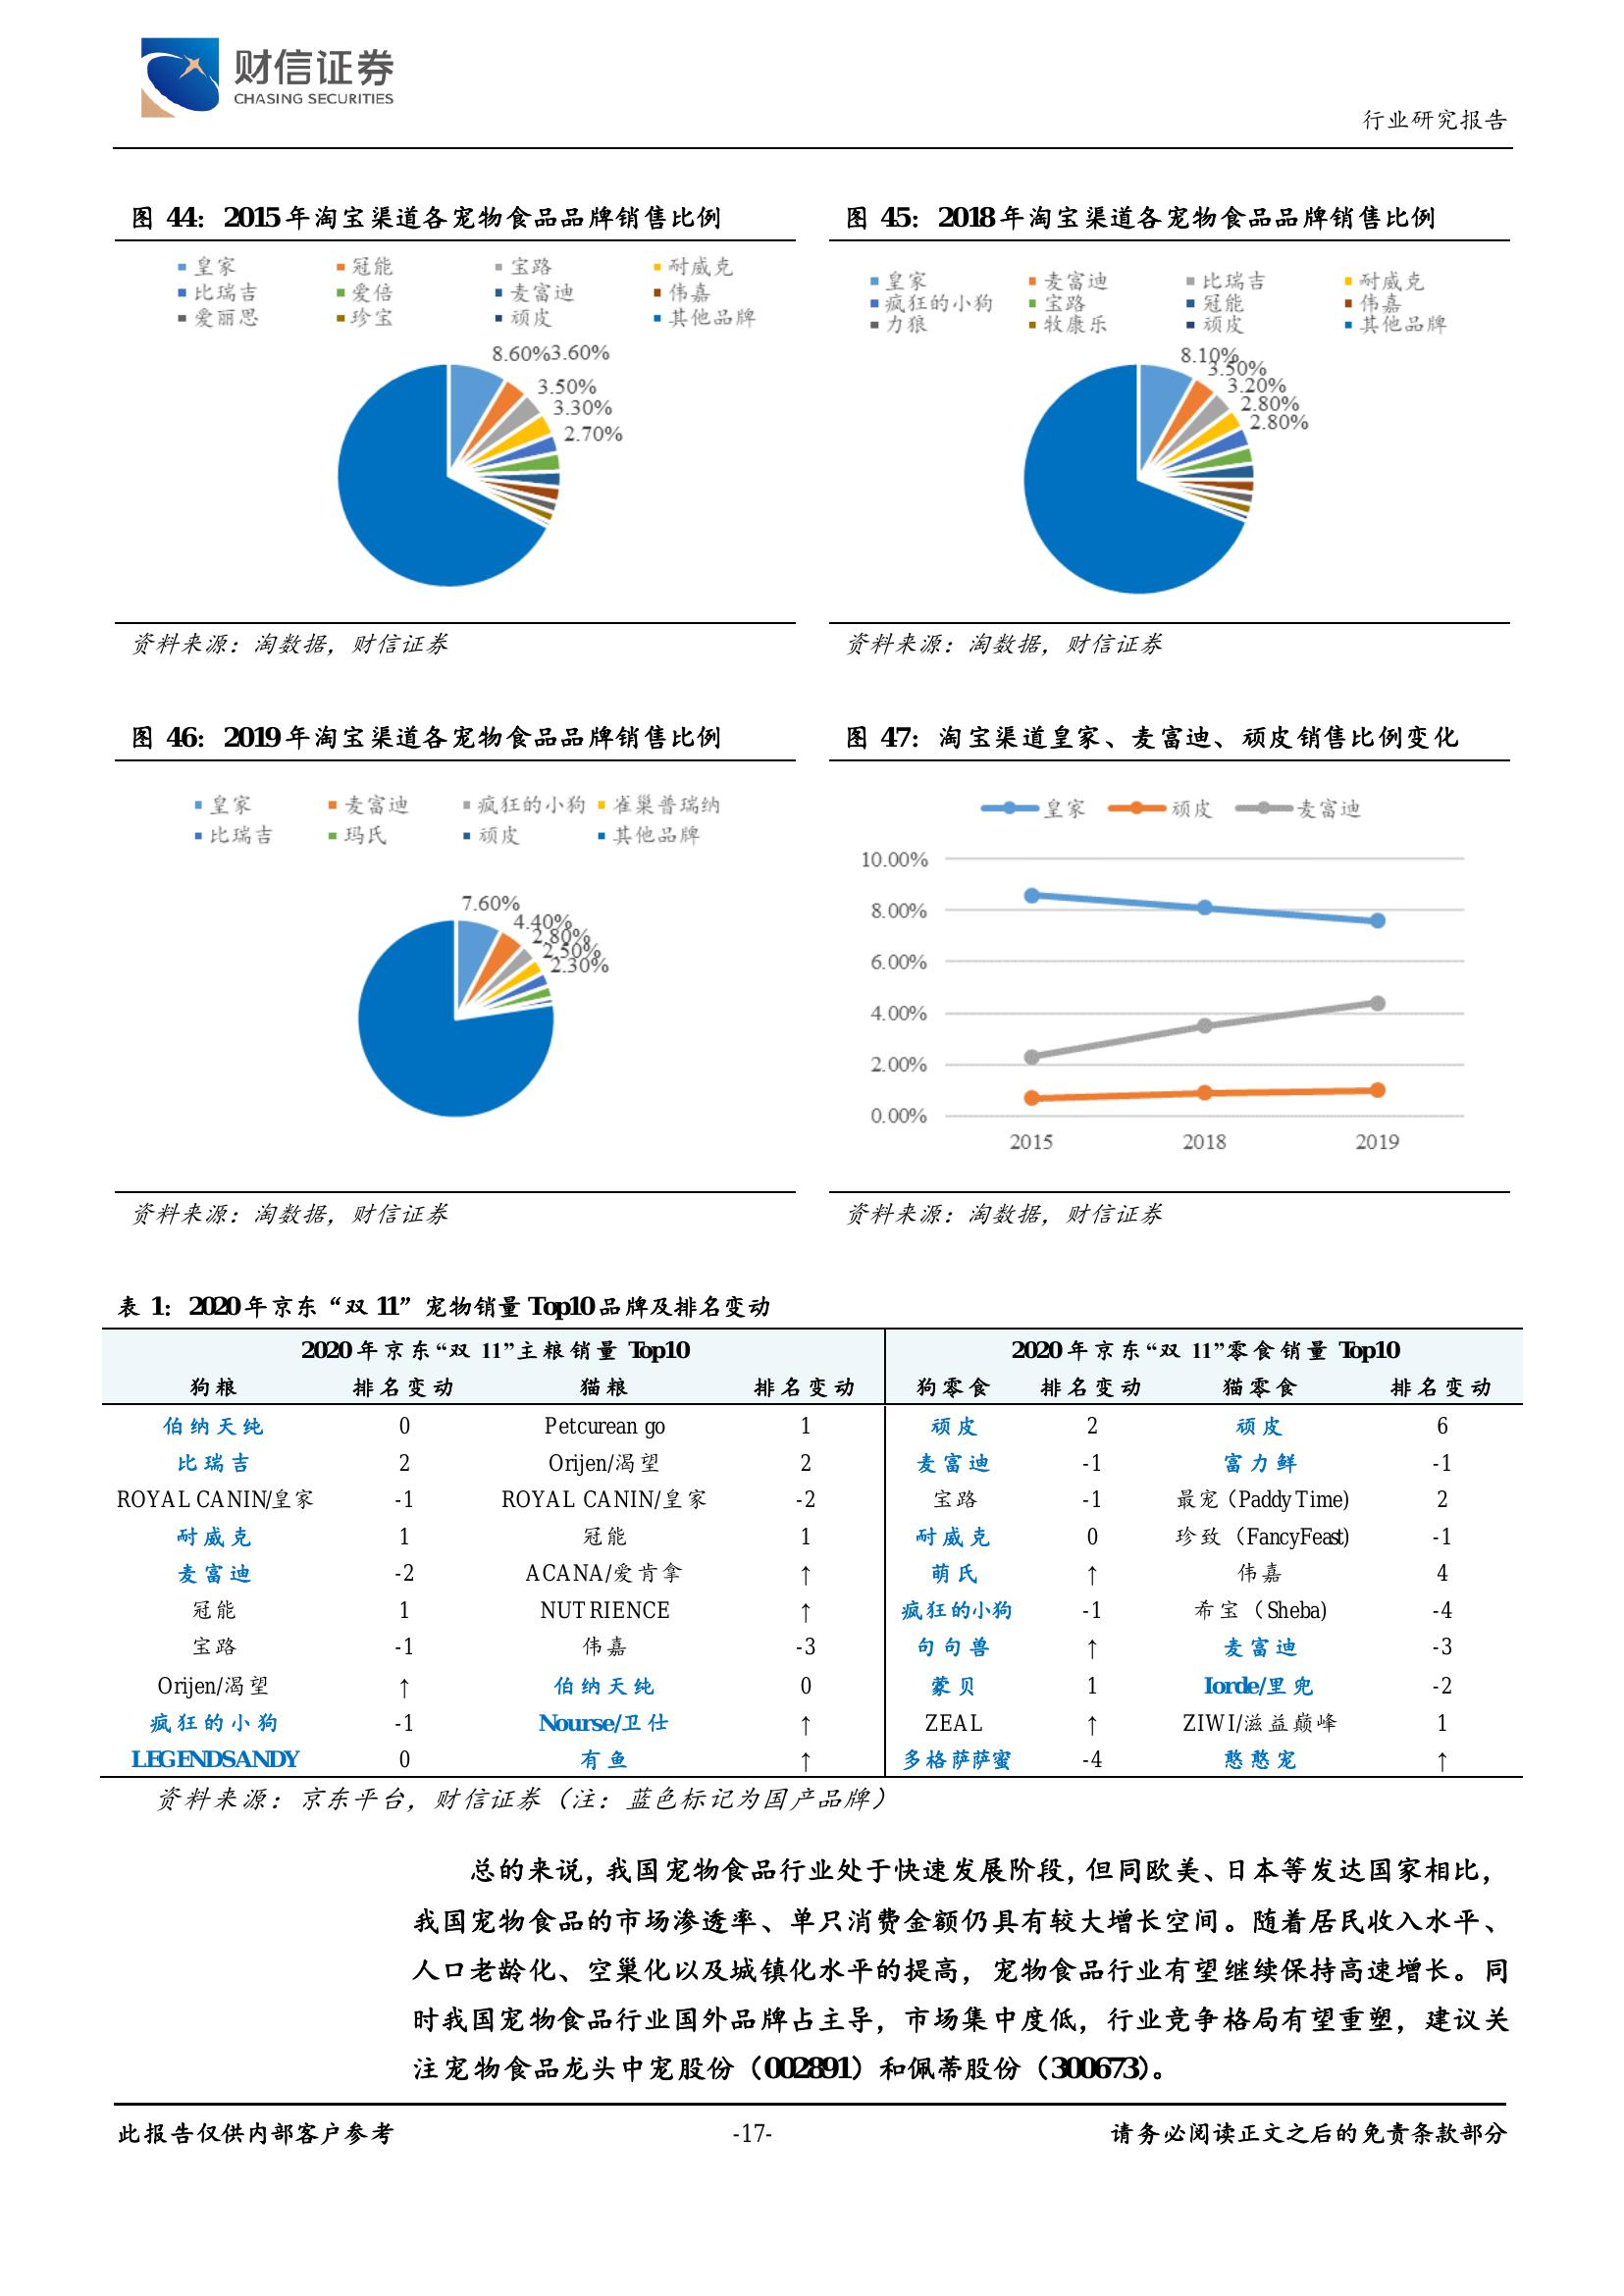 财信证券
CHASING SECURITIES
行业研究报告
图 44：2015年淘宝渠道各宠物食品品牌销售比例
皇家 冠能 宝路 耐威克
比瑞吉 爱倍 麦富迪 伟嘉
爱丽思 珍宝 顽皮 其他品牌
8.60% 3.60%
3.50%
3.30%
2.70%
资料来源：淘数据，财信证券
图 45：2018年淘宝渠道各宠物食品品牌销售比例
皇家 麦富迪 比瑞吉 耐威克
疯狂的小狗 宝路 冠能 伟嘉
力狼 牧康乐 顽皮 其他品牌
8.10%
3.50%
3.20%
2.80%
2.80%
资料来源：淘数据，财信证券
图 46：2019年淘宝渠道各宠物食品品牌销售比例
皇家 麦富迪 疯狂的小狗 雀巢普瑞纳
比瑞吉 玛氏 顽皮 其他品牌
7.60%
4.40%
2.80%
2.50%
2.30%
资料来源：淘数据，财信证券
图 47：淘宝渠道皇家、麦富迪、顽皮销售比例变化
皇家 顽皮 麦富迪
10.00%
8.00%
6.00%
4.00%
2.00%
0.00%
2015 2018 2019
资料来源：淘数据，财信证券
表 1：2020年京东“双 11”宠物销量 Top10品牌及排名变动
2020年京东“双 11”主粮销量 Top10 2020年京东“双 11”零食销量 Top10
狗粮 排名变动 猫粮 排名变动 狗零食 排名变动 猫零食 排名变动
伯纳天纯 0 Petcurean go 1 顽皮 2 顽皮 6
比瑞吉 2 Orijen/渴望 2 麦富迪 -1 富力鲜 -1
ROYAL CANIN/皇家 -1 ROYAL CANIN/皇家 -2 宝路 -1 最宠（Paddy Time) 2
耐威克 1 冠能 1 耐威克 0 珍致（FancyFeast) -1
麦富迪 -2 ACANA/爱肯拿 ↑ 萌氏 ↑ 伟嘉 4
冠能 1 NUTRIENCE ↑ 疯狂的小狗 -1 希宝（Sheba) -4
宝路 -1 伟嘉 -3 句句兽 ↑ 麦富迪 -3
Orijen/渴望 ↑ 伯纳天纯 0 蒙贝 1 Iorde/里兜 -2
疯狂的小狗 -1 Nourse/卫仕 ↑ ZEAL ↑ ZIWI/滋益巅峰 1
LEGENDSANDY 0 有鱼 ↑ 多格萨萨蜜 -4 憨憨宠 ↑
资料来源：京东平台，财信证券（注：蓝色标记为国产品牌）
总的来说，我国宠物食品行业处于快速发展阶段，但同欧美、日本等发达国家相比，
我国宠物食品的市场渗透率、单只消费金额仍具有较大增长空间。随着居民收入水平、
人口老龄化、空巢化以及城镇化水平的提高，宠物食品行业有望继续保持高速增长。同
时我国宠物食品行业国外品牌占主导，市场集中度低，行业竞争格局有望重塑，建议关
注宠物食品龙头中宠股份（002891）和佩蒂股份（300673）。
此报告仅供内部客户参考 -17- 请务必阅读正文之后的免责条款部分